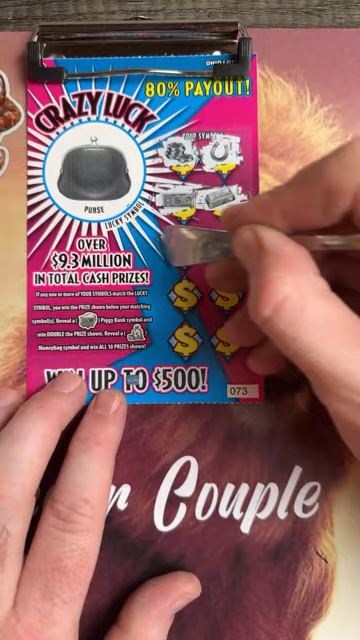 80% PAYOUT!
CRAZY LUCK
YOUR SYMBOLS
PURSE
LUCKY SYMBOL
OVER
$9.3 MILLION
IN TOTAL CASH PRIZES!
If any one or more of YOUR SYMBOLS match the LUCKY
SYMBOL, you win the PRIZE shown below your matching
symbol(s). Reveal a Piggy Bank symbol and
win DOUBLE the PRIZE shown. Reveal a
Moneybag symbol and win ALL 10 PRIZES shown!
WIN UP TO $500!
073
Couple